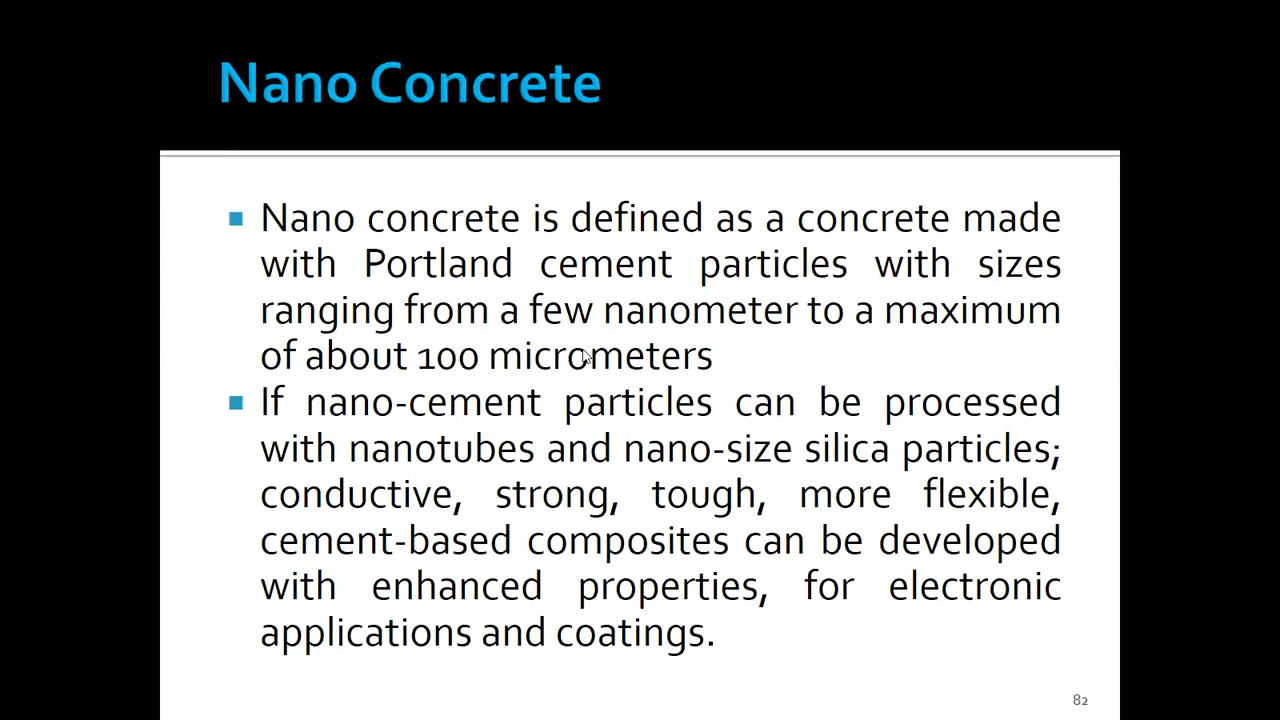 Nano Concrete
Nano concrete is defined as a concrete made
with Portland cement particles with sizes
ranging from a few nanometer to a maximum
of about 100 micrometers
If nano-cement particles can be processed
with nanotubes and nano-size silica particles;
conductive, strong, tough, more flexible,
cement-based composites can be developed
with enhanced properties, for electronic
applications and coatings.
82